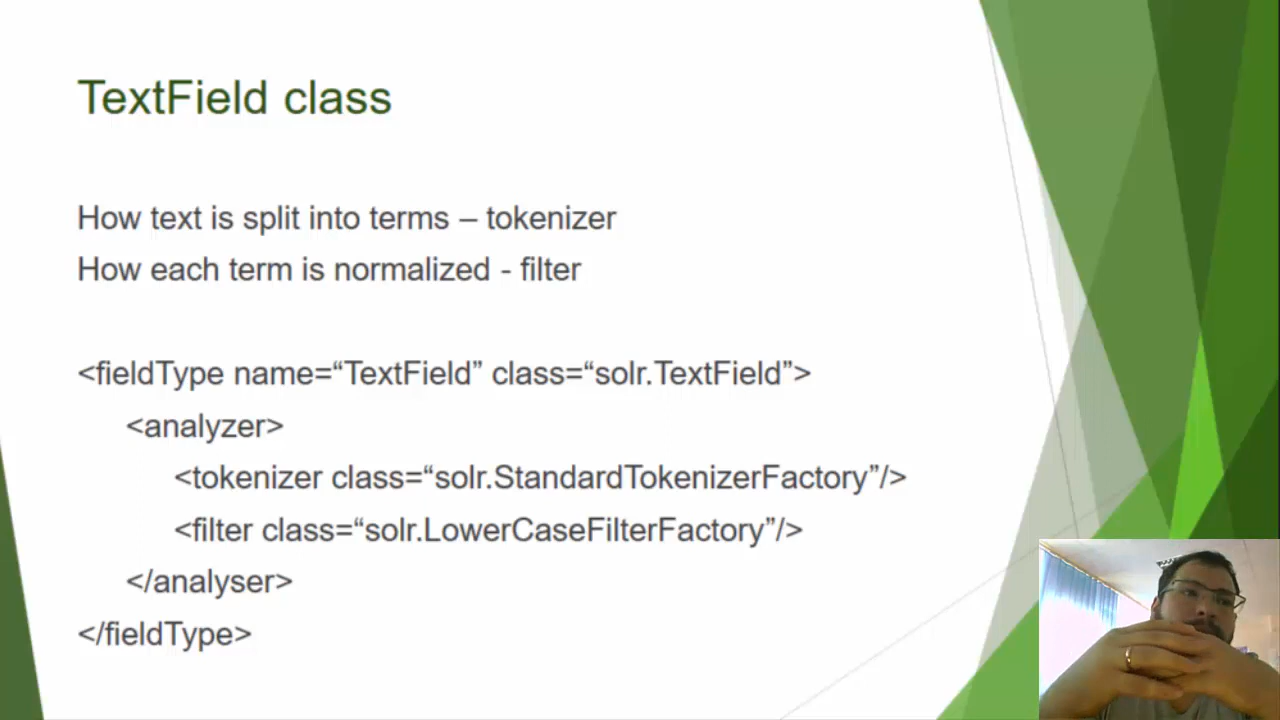 TextField class
How text is split into terms – tokenizer
How each term is normalized - filter
<fieldType name=“TextField” class=“solr.TextField”>
<analyzer>
<tokenizer class=“solr.StandardTokenizerFactory”/>
<filter class=“solr.LowerCaseFilterFactory”/>
</analyser>
</fieldType>